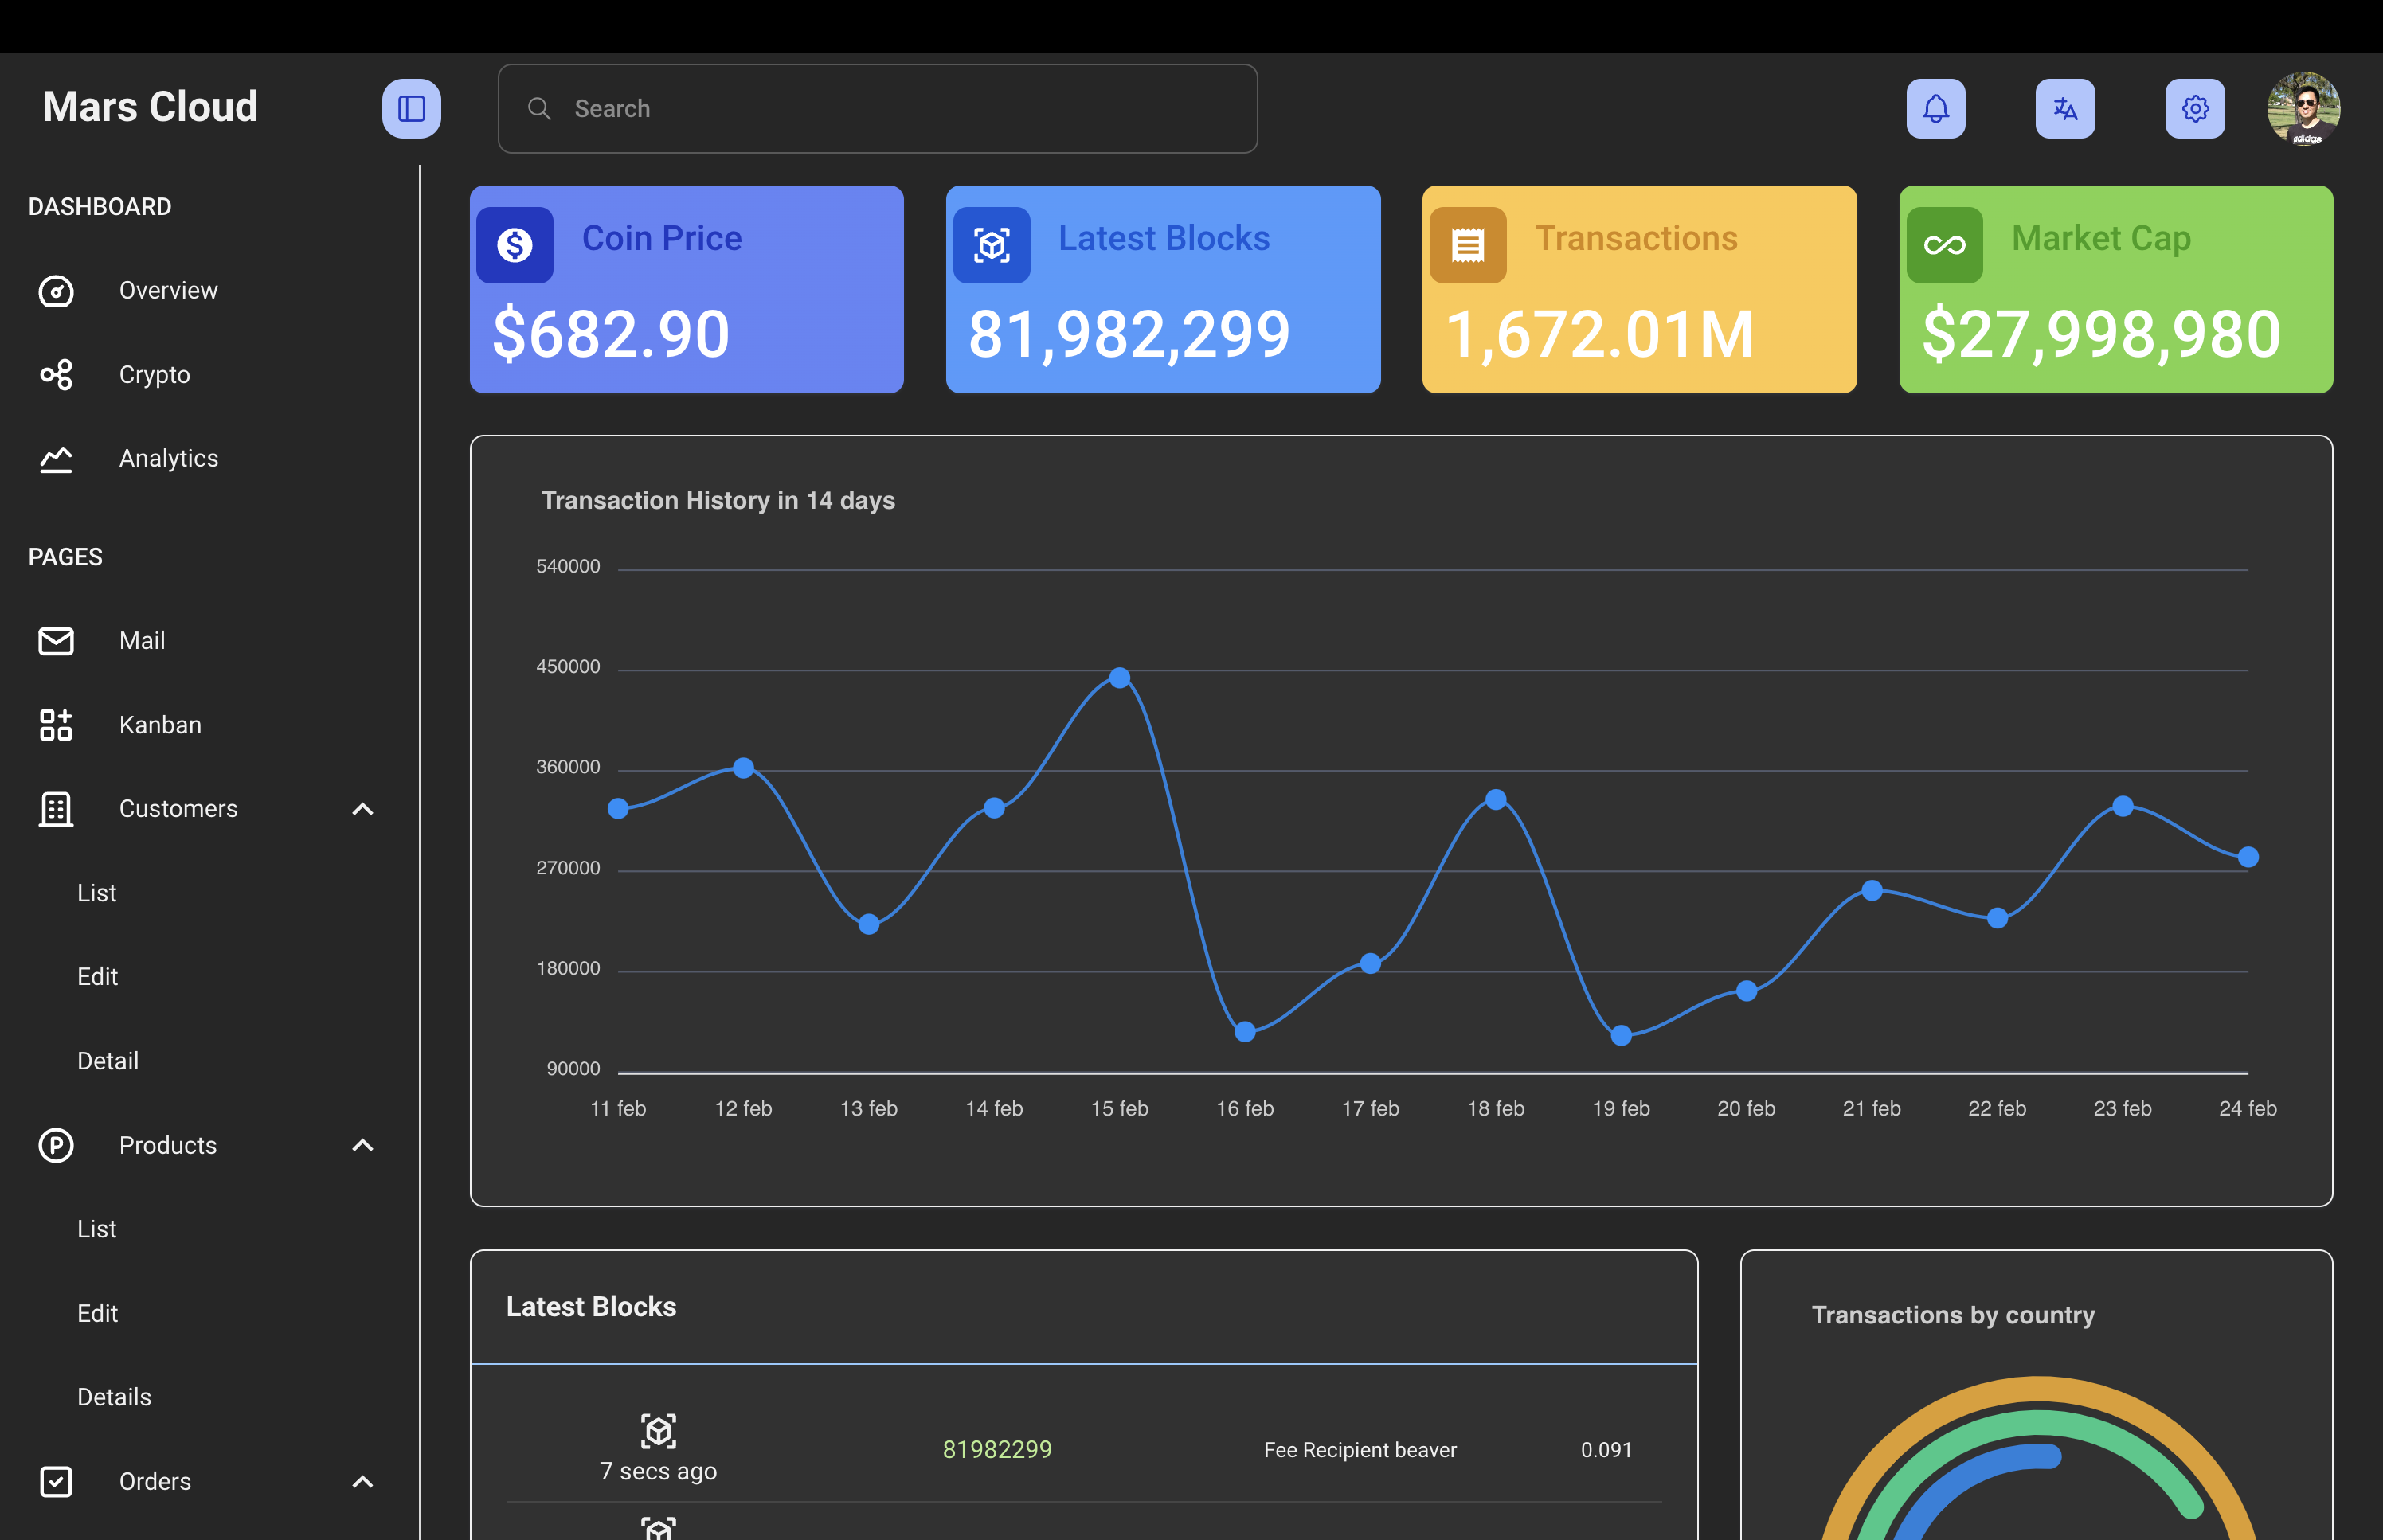 Mars Cloud
Search
adidas
DASHBOARD
Overview
Crypto
Analytics
PAGES
Mail
Kanban
Customers
List
Edit
Detail
Products
List
Edit
Details
Orders
Coin Price
$682.90
Latest Blocks
81,982,299
Transactions
1,672.01M
Market Cap
$27,998,980
Transaction History in 14 days
540000
450000
360000
270000
180000
90000
11 feb 12 feb 13 feb 14 feb 15 feb 16 feb 17 feb 18 feb 19 feb 20 feb 21 feb 22 feb 23 feb 24 feb
Latest Blocks
7 secs ago 81982299 Fee Recipient beaver 0.091
Transactions by country